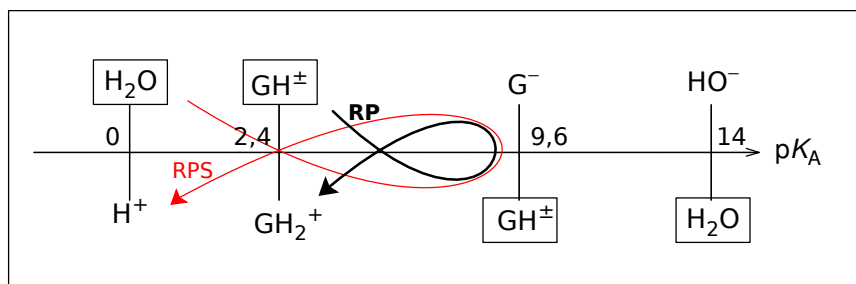 H₂O GH± G⁻ HO⁻
RP
0 2,4 9,6 14
pKA
RPS
H⁺ GH₂⁺ GH± H₂O